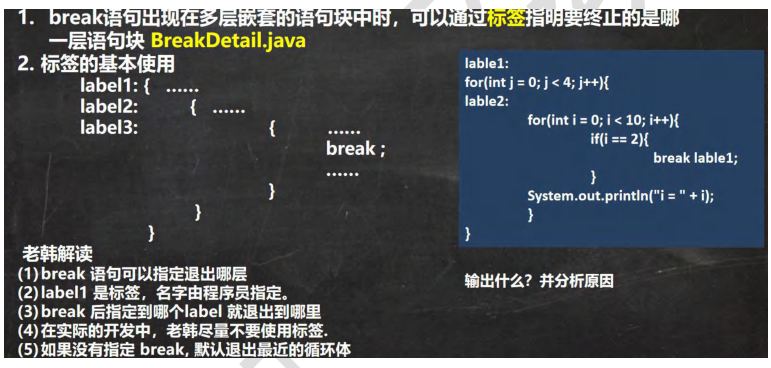 1. break语句出现在多层嵌套的语句块中时，可以通过标签指明要终止的是哪
一层语句块 BreakDetail.java
2. 标签的基本使用
label1: { ……
label2: { ……
label3: { ……
break ;
……
}
}
}
老韩解读
(1) break 语句可以指定退出哪层
(2) label1 是标签，名字由程序员指定。
(3) break 后指定到哪个label 就退出到哪里
(4) 在实际的开发中，老韩尽量不要使用标签.
(5) 如果没有指定 break, 默认退出最近的循环体
lable1:
for(int j = 0; j < 4; j++){
lable2:
for(int i = 0; i < 10; i++){
if(i == 2){
break lable1;
}
System.out.println("i = " + i);
}
}
输出什么？并分析原因